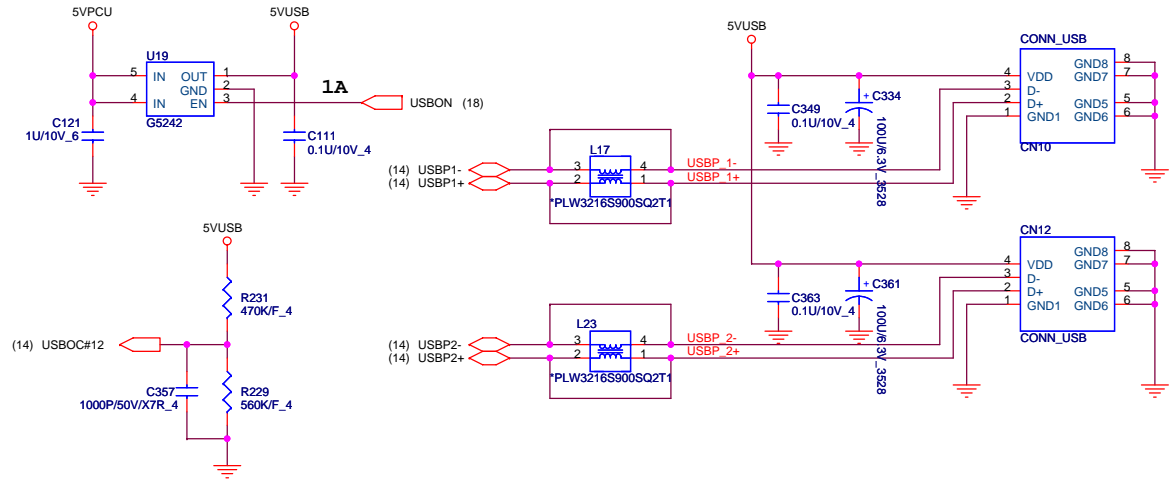 5VPCU
5VUSB
U19
5 IN OUT 1
GND 2
4 IN EN 3
G5242
1A
USBON (18)
C121
1U/10V_6
C111
0.1U/10V_4
5VUSB
R231
470K/F_4
(14) USBOC#12
C357
1000P/50V/X7R_4
R229
560K/F_4
5VUSB
C349
0.1U/10V_4
+ C334
100U/6.3V_3528
CONN_USB
4 VDD
3 D-
2 D+
1 GND1
GND8 8
GND7 7
GND5 5
GND6 6
CN10
(14) USBP1-
(14) USBP1+
L17
3 4
2 1
*PLW3216S900SQ2T1
USBP_1-
USBP_1+
C363
0.1U/10V_4
+ C361
100U/6.3V_3528
CN12
4 VDD
3 D-
2 D+
1 GND1
GND8 8
GND7 7
GND5 5
GND6 6
CONN_USB
(14) USBP2-
(14) USBP2+
L23
3 4
2 1
*PLW3216S900SQ2T1
USBP_2-
USBP_2+